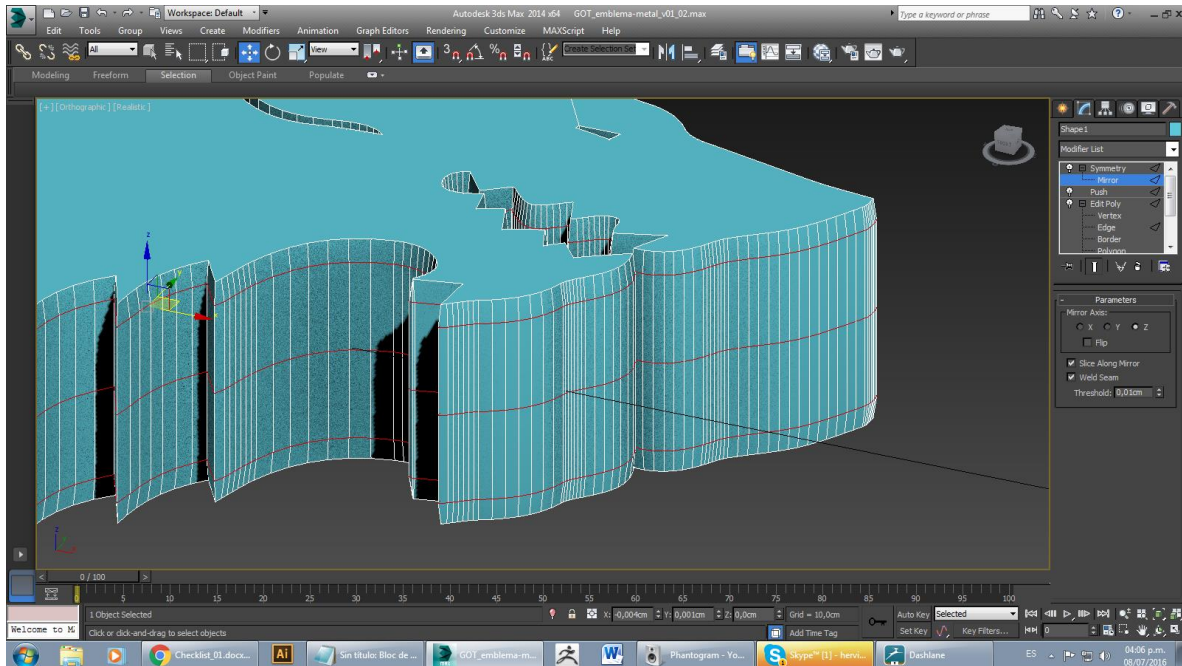 Workspace: Default
Autodesk 3ds Max 2014 x64 GOT_emblema-metal_v01_02.max
Type a keyword or phrase
Edit Tools Group Views Create Modifiers Animation Graph Editors Rendering Customize MAXScript Help
All
View
3
Create Selection Set
ABC
Modeling Freeform Selection Object Paint Populate
[+] [Orthographic] [Realistic]
Shape1
Modifier List
Symmetry
Mirror
Push
Edit Poly
Vertex
Edge
Border
Polygon
Parameters
Mirror Axis:
X Y Z
Flip
Slice Along Mirror
Weld Seam
Threshold: 0,01cm
z
y
x
z
x
0 / 100
0 5 10 15 20 25 30 35 40 45 50 55 60 65 70 75 80 85 90 95 100
1 Object Selected
X: -0,004cm Y: 0,001cm Z: 0,0cm
Grid = 10,0cm
Auto Key Selected
Welcome to M
Click or click-and-drag to select objects
Add Time Tag
Set Key Key Filters...
0
Checklist_01.docx...
Ai
Sin título: Bloc de ...
GOT_emblema-m...
W
Phantogram - Yo...
Skype™ [1] - hervi...
Dashlane
ES
04:06 p.m.
08/07/2016